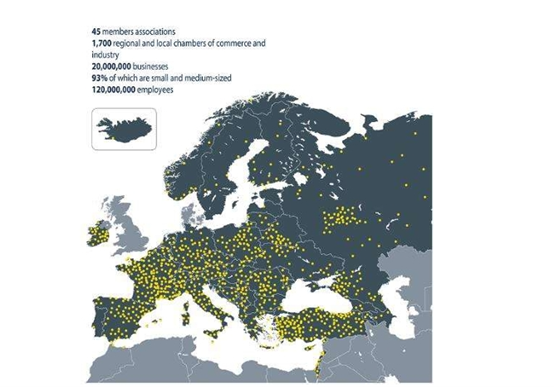 45 members associations
1,700 regional and local chambers of commerce and
industry
20,000,000 businesses
93% of which are small and medium-sized
120,000,000 employees